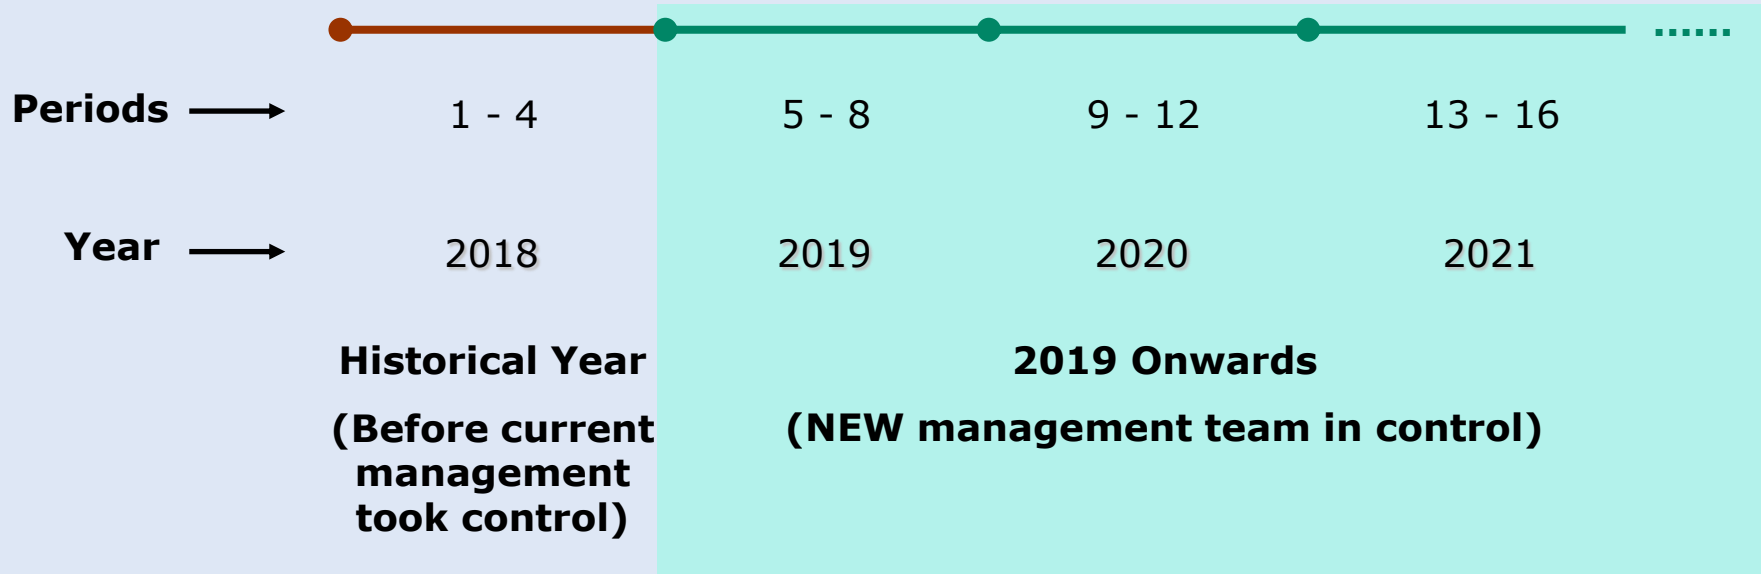 Periods 1 - 4 5 - 8 9 - 12 13 - 16
Year 2018 2019 2020 2021
Historical Year
(Before current
management
took control)
2019 Onwards
(NEW management team in control)